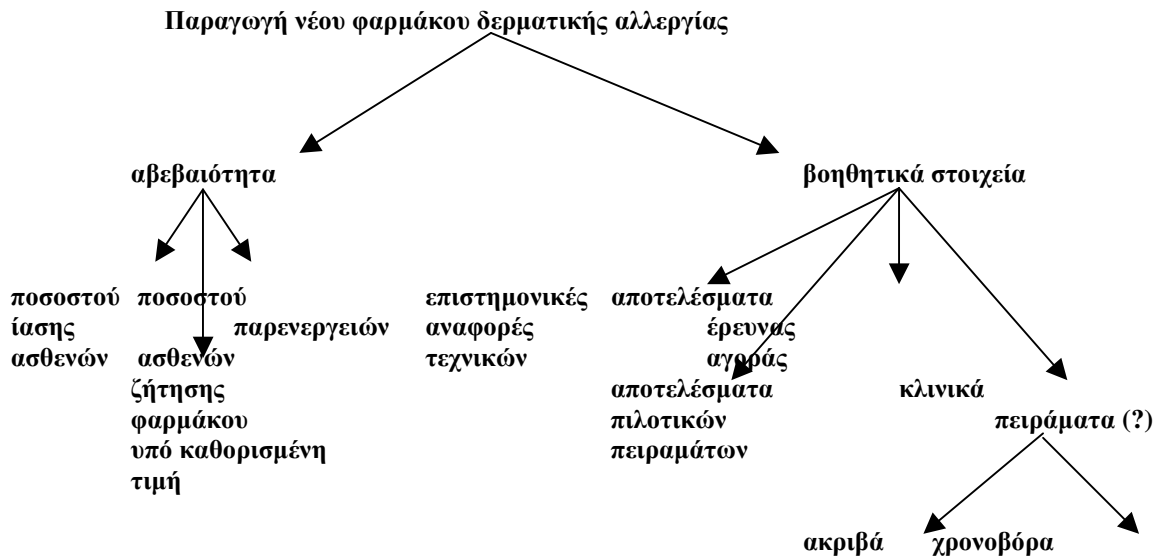 Παραγωγή νέου φαρμάκου δερματικής αλλεργίας
αβεβαιότητα βοηθητικά στοιχεία
ποσοστού ποσοστού επιστημονικές αποτελέσματα
ίασης παρενεργειών αναφορές έρευνας
ασθενών ασθενών τεχνικών αγοράς
ζήτησης αποτελέσματα κλινικά
φαρμάκου πιλοτικών πειράματα (?)
υπό καθορισμένη πειραμάτων
τιμή
ακριβά χρονοβόρα